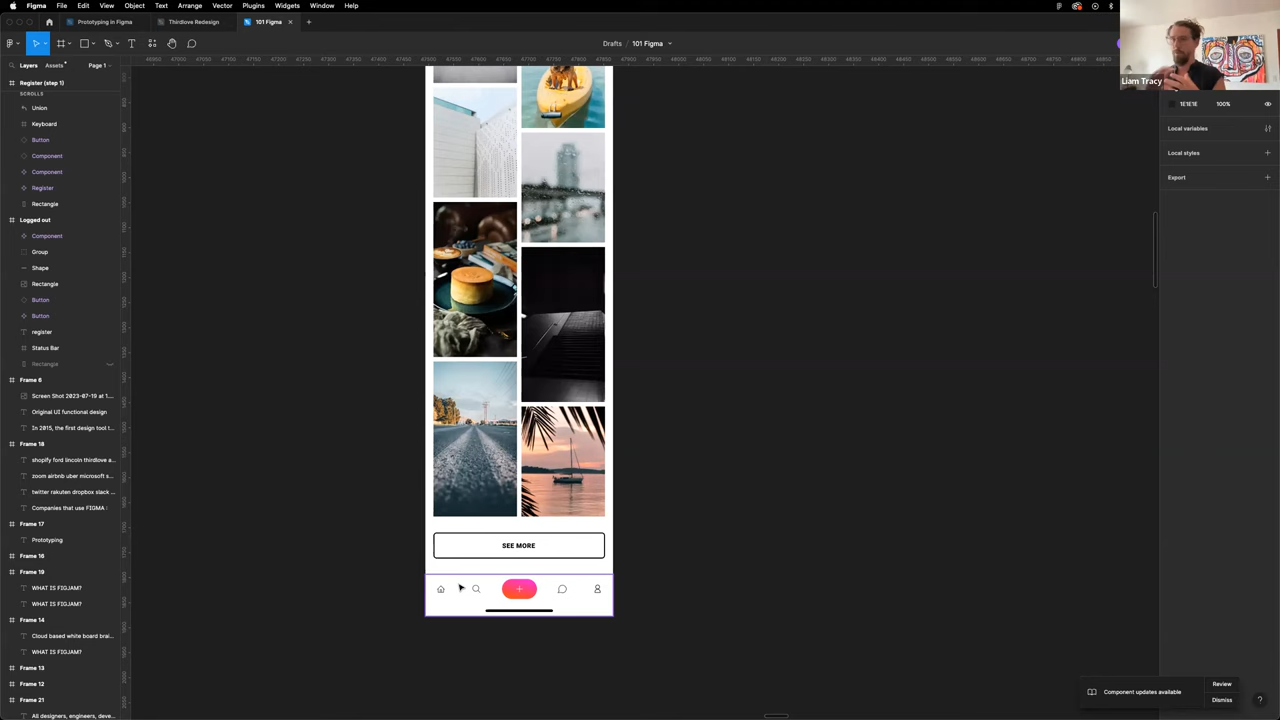 Figma File Edit View Object Text Arrange Vector Plugins Widgets Window Help
Prototyping in Figma Thirdlove Redesign 101 Figma
Drafts / 101 Figma
Liam Tracy
Layers Assets Page 1
Register (step 1)
SCROLLS
Union
Keyboard
Button
Component
Component
Register
Rectangle
Logged out
Component
Group
Shape
Rectangle
Button
Button
register
Status Bar
Rectangle
Frame 6
Screen Shot 2023-07-19 at 1....
Original UI functional design
In 2015, the first design tool t...
Frame 18
shopify ford lincoln thirdlove a...
zoom airbnb uber microsoft s...
twitter rakuten dropbox slack ...
Companies that use FIGMA
Frame 17
Prototyping
Frame 16
Frame 19
WHAT IS FIGJAM?
WHAT IS FIGJAM?
Frame 14
Cloud based white board brai...
WHAT IS FIGJAM?
Frame 13
Frame 12
Frame 21
All designers, engineers, deve...
SEE MORE
1E1E1E 100%
Local variables
Local styles
Export
Component updates available
Review
Dismiss
?